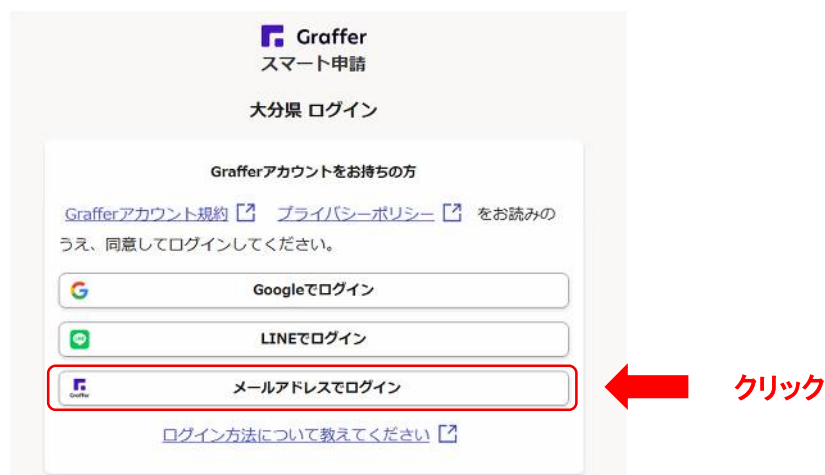 Graffer
スマート申請
大分県 ログイン
Grafferアカウントをお持ちの方
Grafferアカウント規約 プライバシーポリシー をお読みの
うえ、同意してログインしてください。
Googleでログイン
LINEでログイン
Graffer
メールアドレスでログイン
クリック
ログイン方法について教えてください